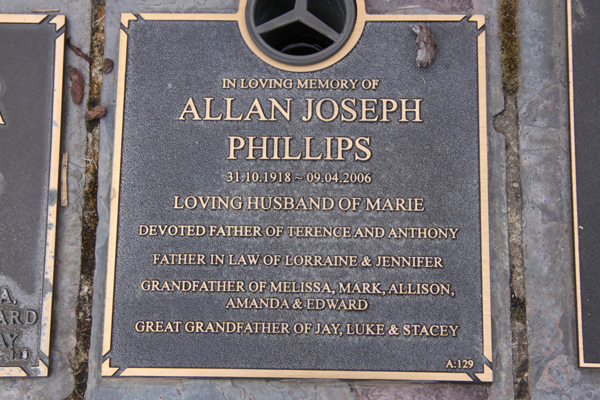 IN LOVING MEMORY OF
ALLAN JOSEPH
PHILLIPS
31.10.1918 ~ 09.04.2006
LOVING HUSBAND OF MARIE
DEVOTED FATHER OF TERENCE AND ANTHONY
FATHER IN LAW OF LORRAINE & JENNIFER
GRANDFATHER OF MELISSA, MARK, ALLISON,
AMANDA & EDWARD
GREAT GRANDFATHER OF JAY, LUKE & STACEY
A:129